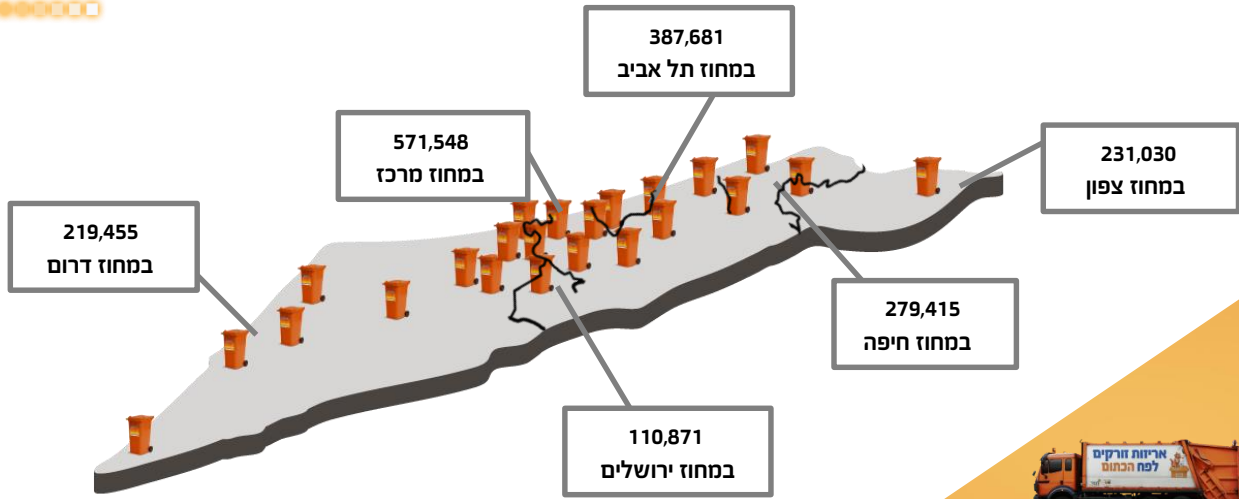 387,681
במחוז תל אביב
571,548
במחוז מרכז
231,030
במחוז צפון
219,455
במחוז דרום
279,415
במחוז חיפה
110,871
במחוז ירושלים
אריזות זורקים
לפח הכתום